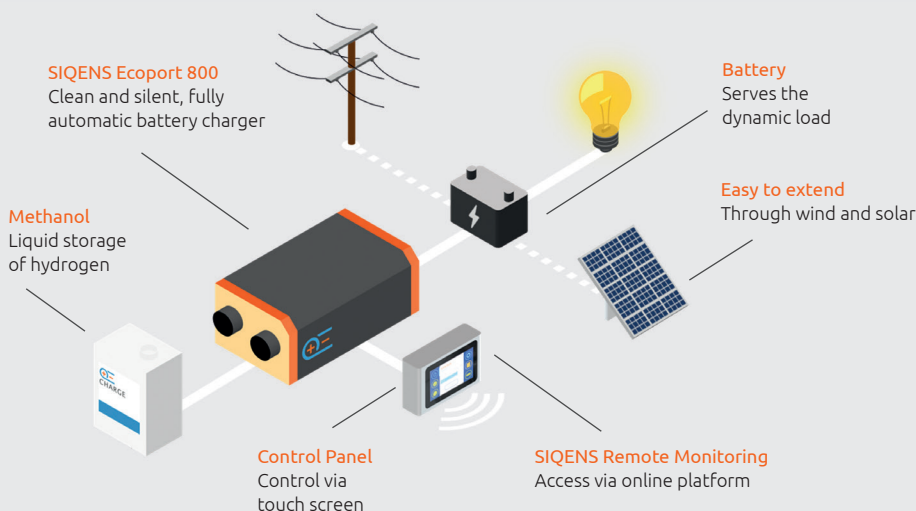 SIQENS Ecoport 800
Clean and silent, fully
automatic battery charger
Battery
Serves the
dynamic load
Methanol
Liquid storage
of hydrogen
Easy to extend
Through wind and solar
CHARGE
Control Panel
Control via
touch screen
SIQENS Remote Monitoring
Access via online platform